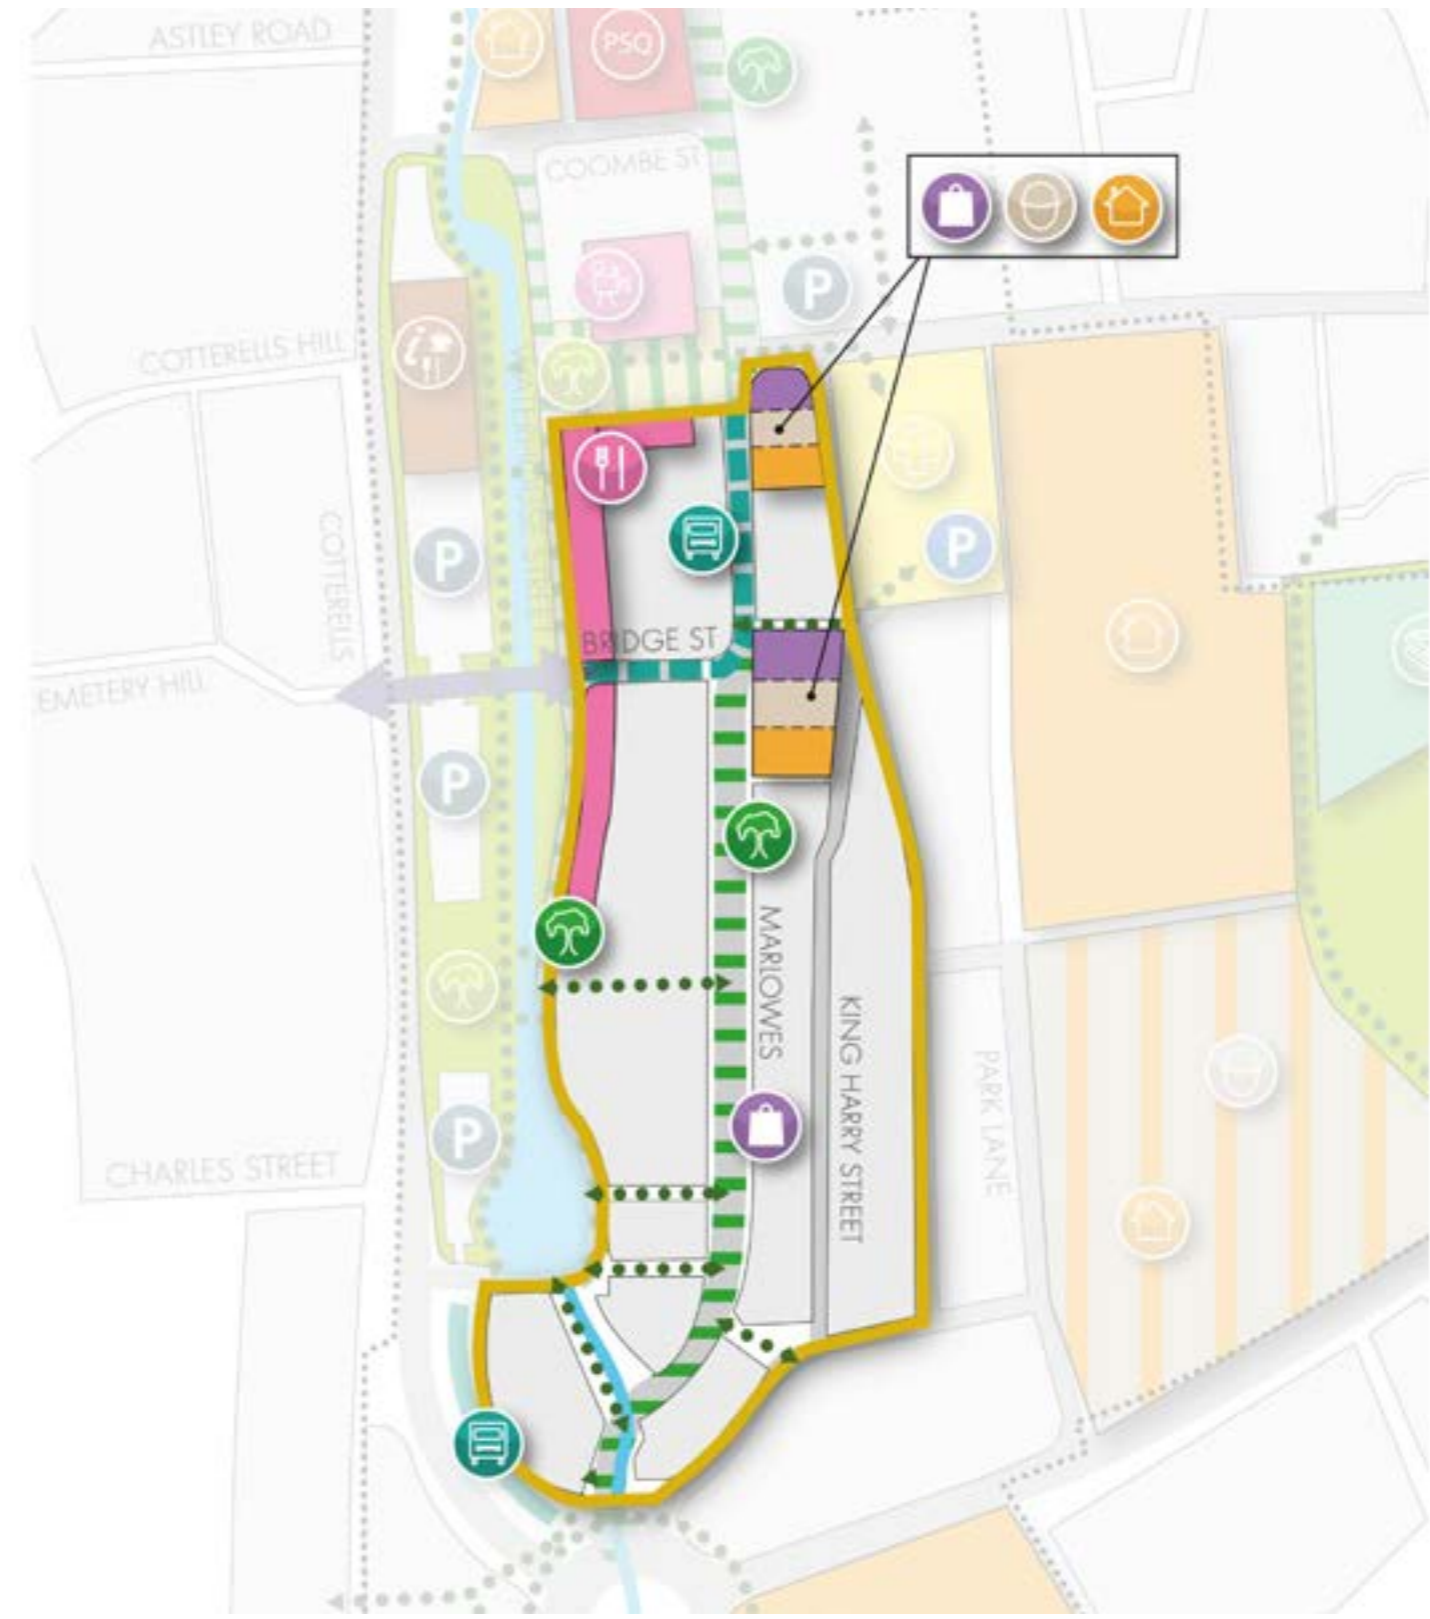 ASTLEY ROAD
PSQ
COOMBE ST
P
COTTERELLS HILL
COTTERELLS
P
P
BRIDGE ST
EMETERY HILL
P
MARLOWES
KING HARRY STREET
PARK LANE
P
CHARLES STREET